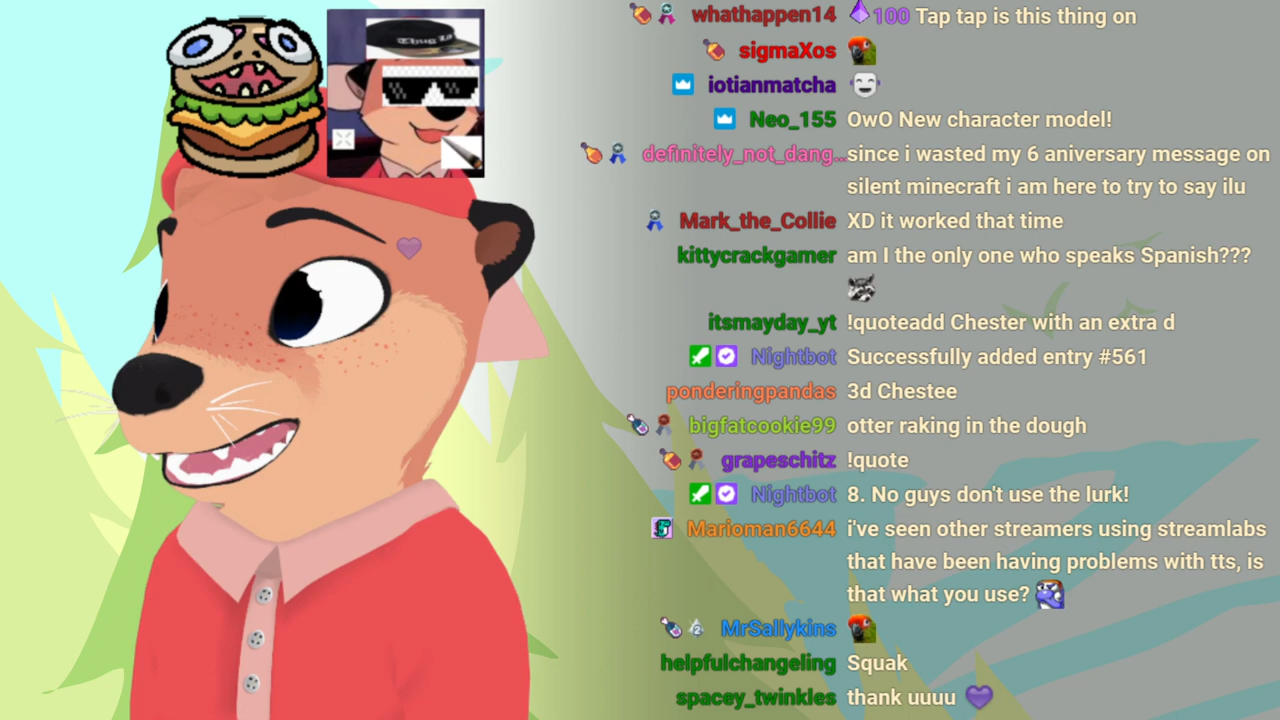 whathappen14 100 Tap tap is this thing on
sigmaXos
iotianmatcha
Neo_155 OwO New character model!
definitely_not_dang... since i wasted my 6 aniversary message on
silent minecraft i am here to try to say ilu
Mark_the_Collie XD it worked that time
kittycrackgamer am I the only one who speaks Spanish???
itsmayday_yt !quoteadd Chester with an extra d
Nightbot Successfully added entry #561
ponderingpandas 3d Chestee
bigfatcookie99 otter raking in the dough
grapeschitz !quote
Nightbot 8. No guys don't use the lurk!
Marioman6644 i've seen other streamers using streamlabs
that have been having problems with tts, is
that what you use?
2 MrSallykins
helpfulchangeling Squak
spacey_twinkles thank uuuu